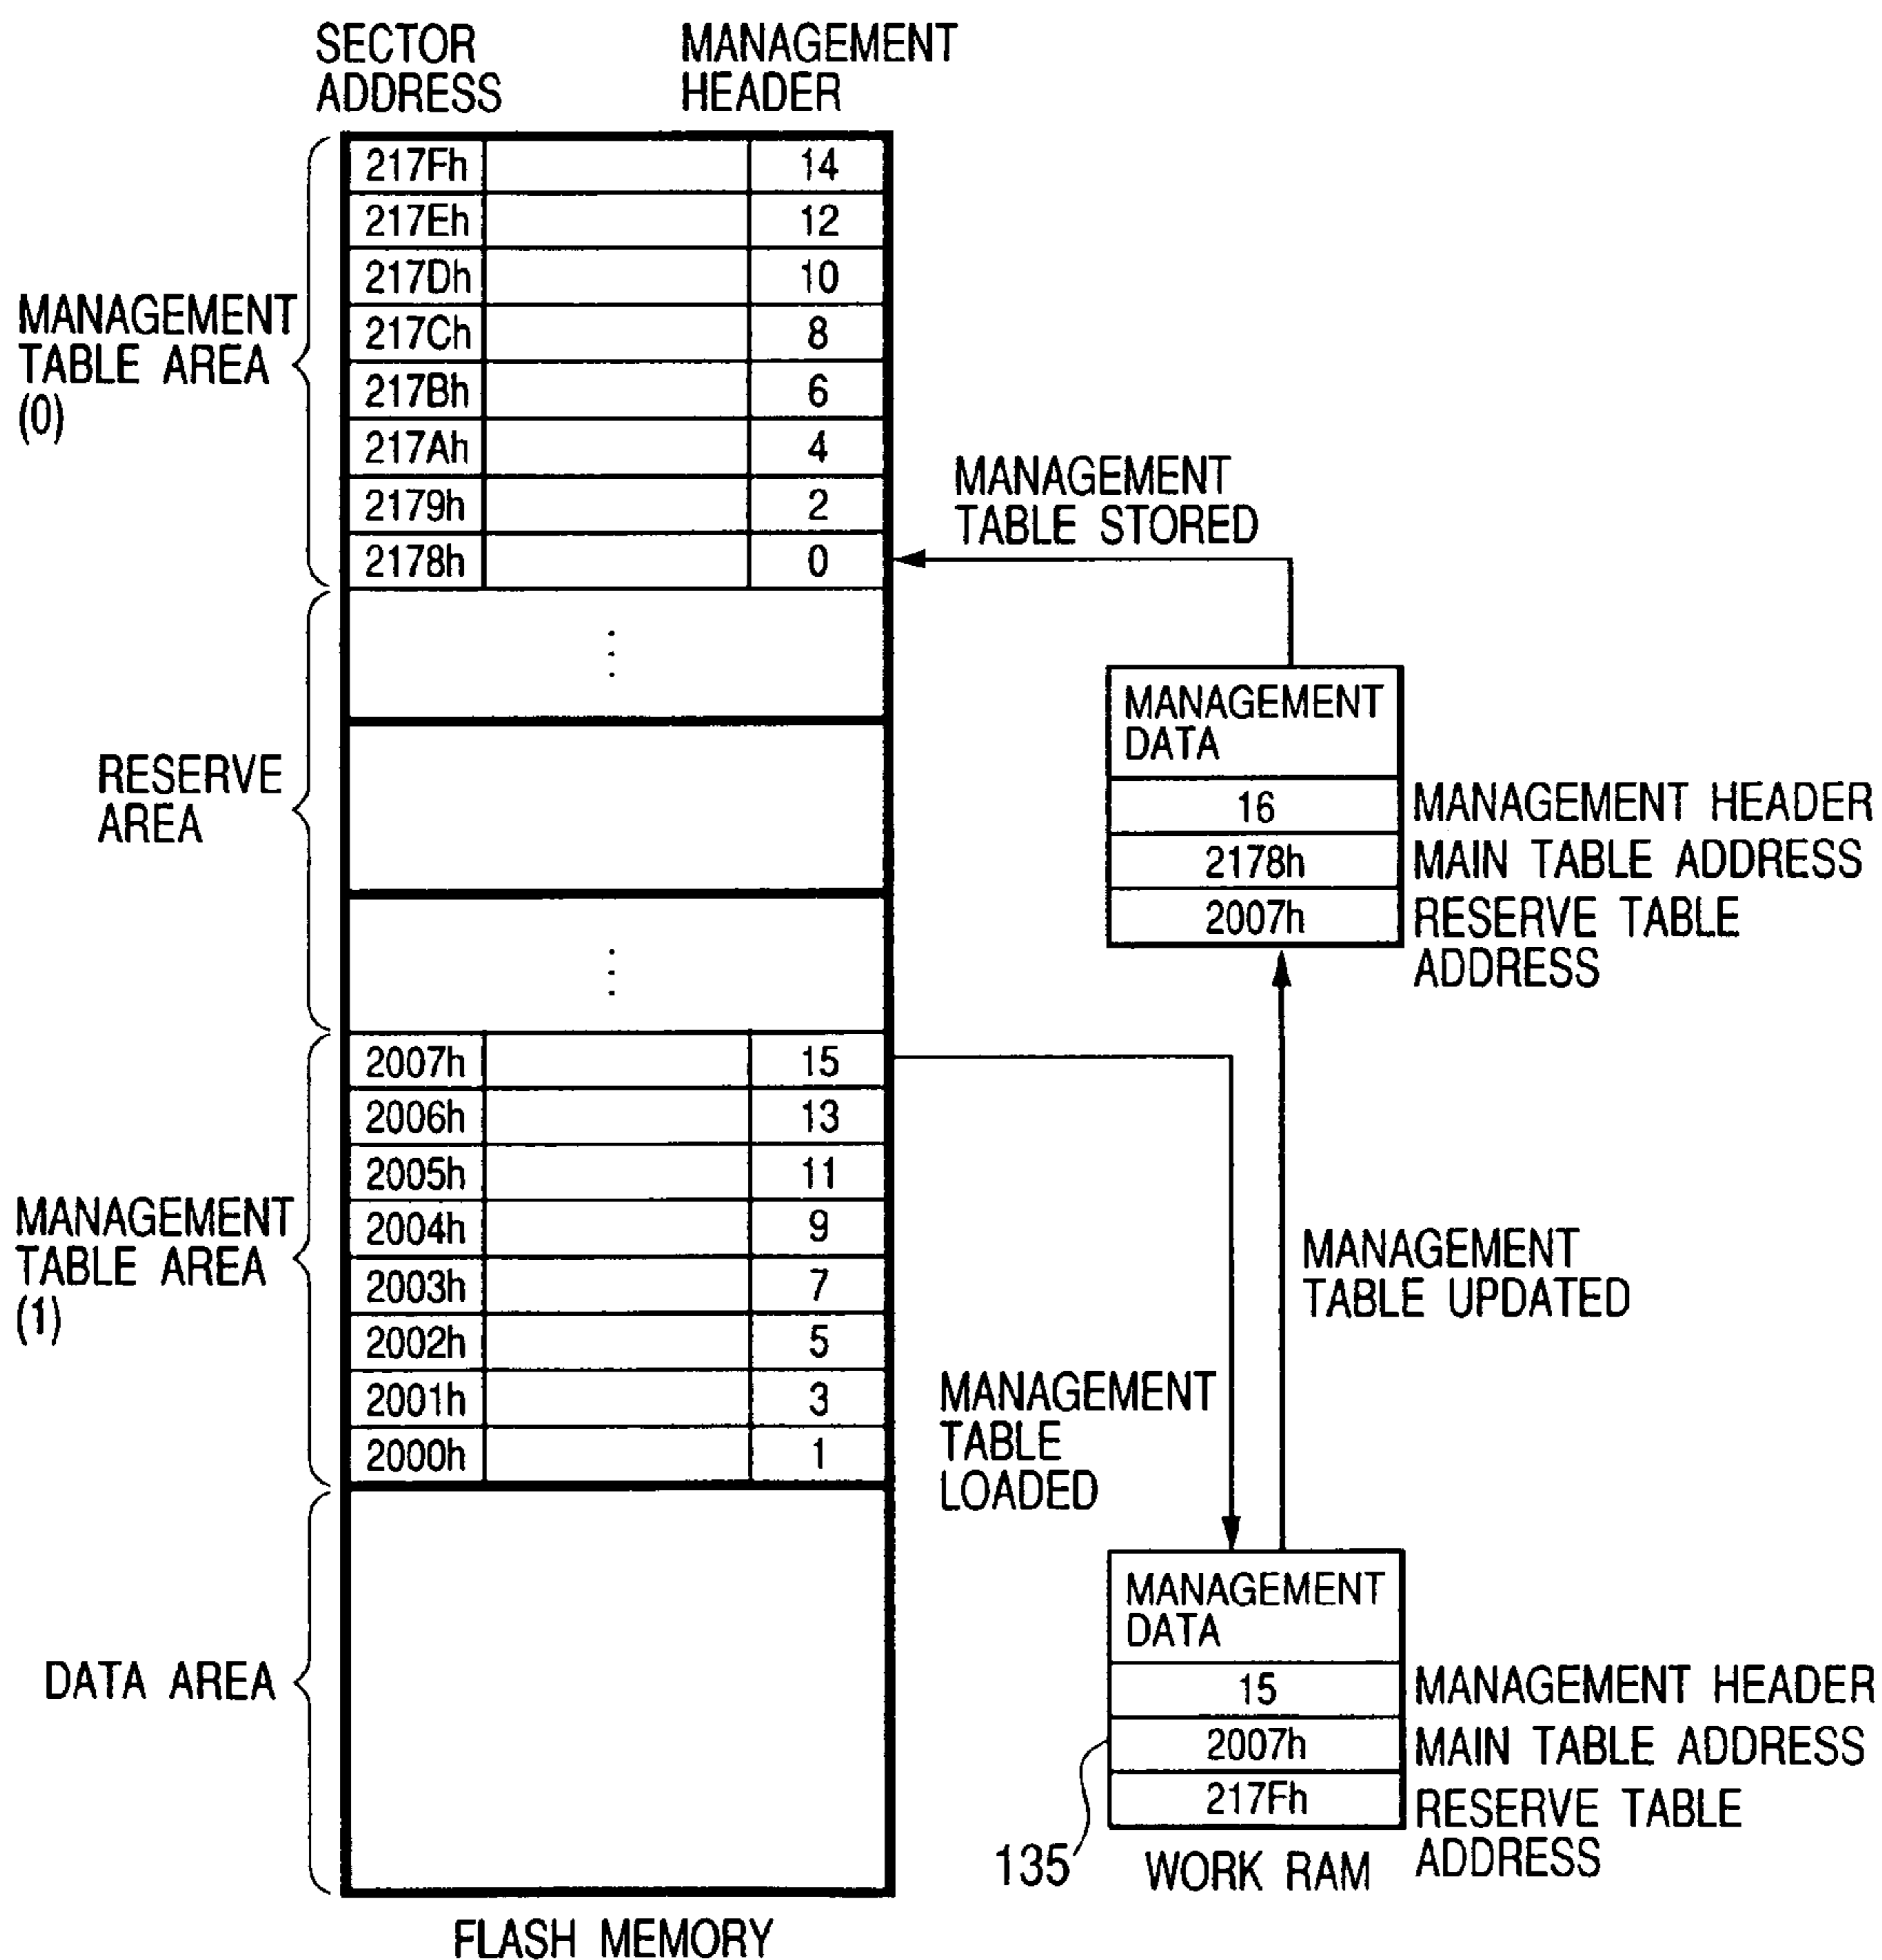 SECTOR
ADDRESS
MANAGEMENT
HEADER
217Fh 14
217Eh 12
217Dh 10
217Ch 8
217Bh 6
217Ah 4
2179h 2
2178h 0
MANAGEMENT
TABLE AREA
(0)
MANAGEMENT
TABLE STORED
RESERVE
AREA
MANAGEMENT
DATA
16 MANAGEMENT HEADER
2178h MAIN TABLE ADDRESS
2007h RESERVE TABLE
ADDRESS
2007h 15
2006h 13
2005h 11
2004h 9
2003h 7
2002h 5
2001h 3
2000h 1
MANAGEMENT
TABLE AREA
(1)
MANAGEMENT
TABLE UPDATED
MANAGEMENT
TABLE
LOADED
DATA AREA
MANAGEMENT
DATA
15 MANAGEMENT HEADER
2007h MAIN TABLE ADDRESS
217Fh RESERVE TABLE
ADDRESS
135
WORK RAM
FLASH MEMORY